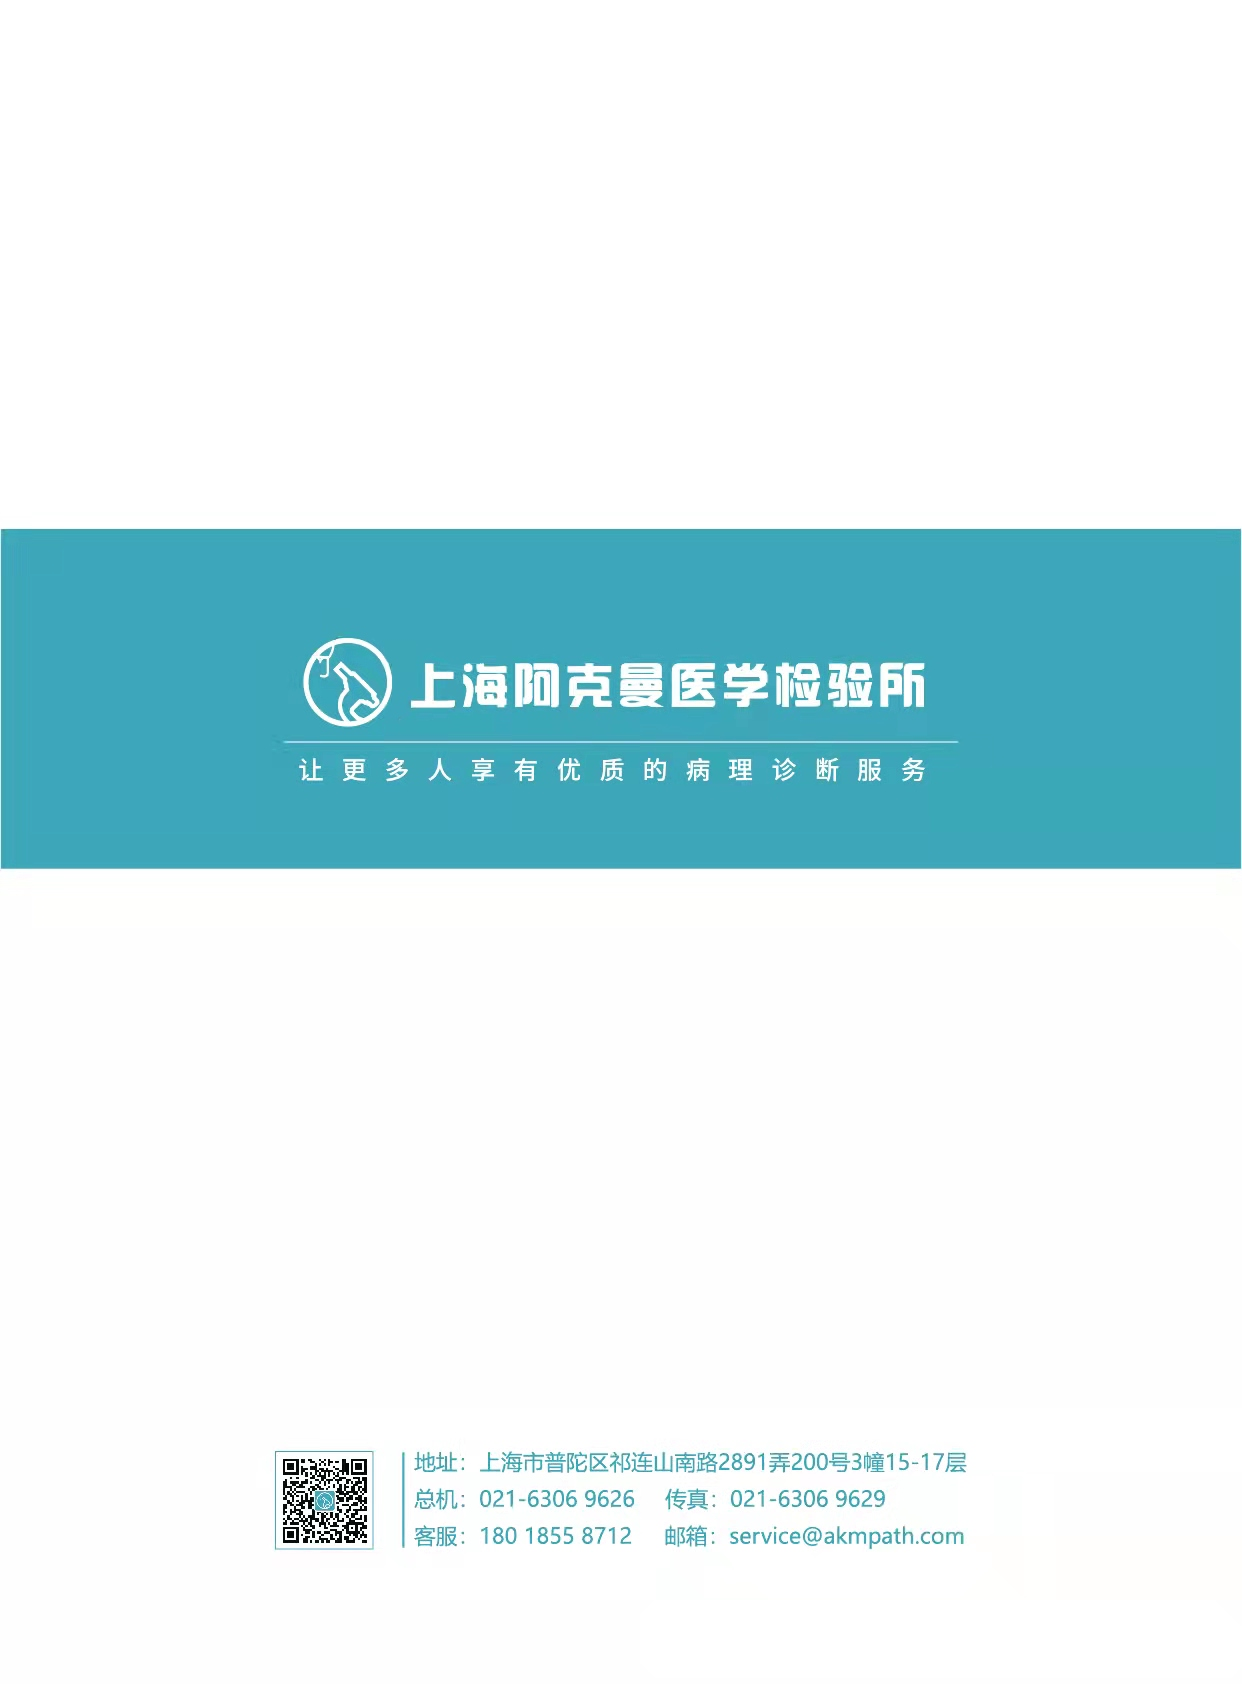 上海阿克曼医学检验所
让更多人享有优质的病理诊断服务
地址：上海市普陀区祁连山南路2891弄200号3幢15-17层
总机：021-6306 9626 传真：021-6306 9629
客服：180 1855 8712 邮箱：service@akmpath.com